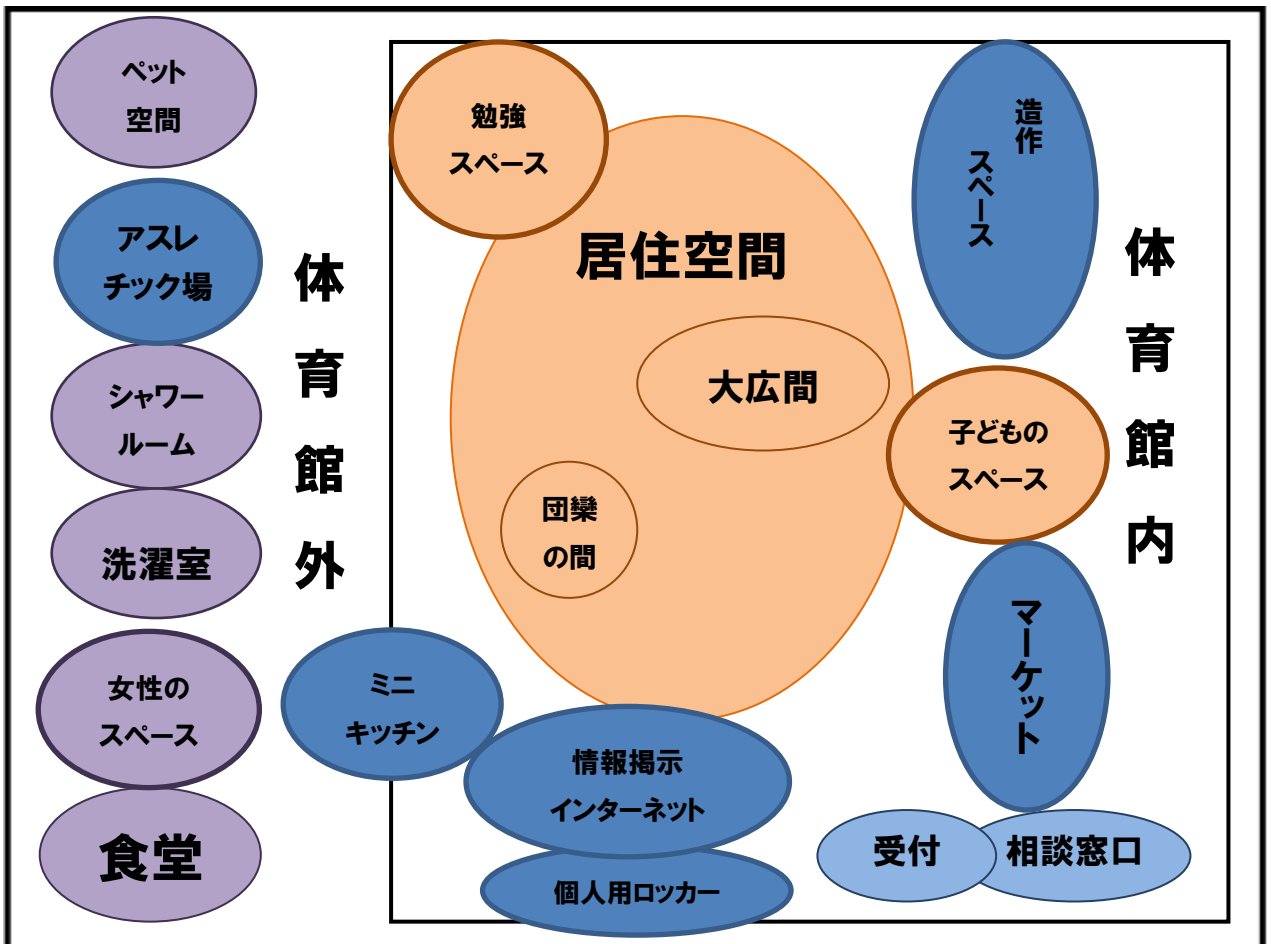 ペット
空間
アスレ
チック場
シャワー
ルーム
洗濯室
女性の
スペース
食堂
体育館外
ミニ
キッチン
勉強
スペース
居住空間
大広間
団欒
の間
情報掲示
インターネット
個人用ロッカー
造作
スペース
子どもの
スペース
マーケット
受付
相談窓口
体育館内